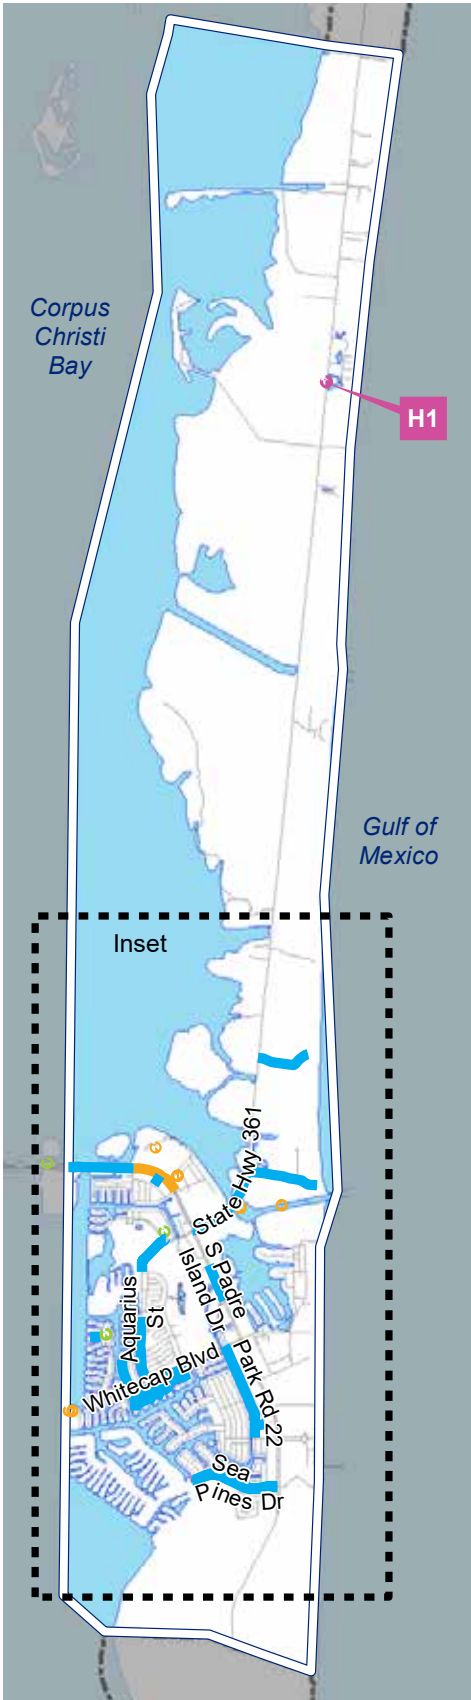 Corpus
Christi
Bay
H1
Gulf of
Mexico
Inset
State Hwy 361
S Padre
Island Dr
Aquarius
St
Park Rd 22
Whitecap Blvd
Sea
Pines Dr